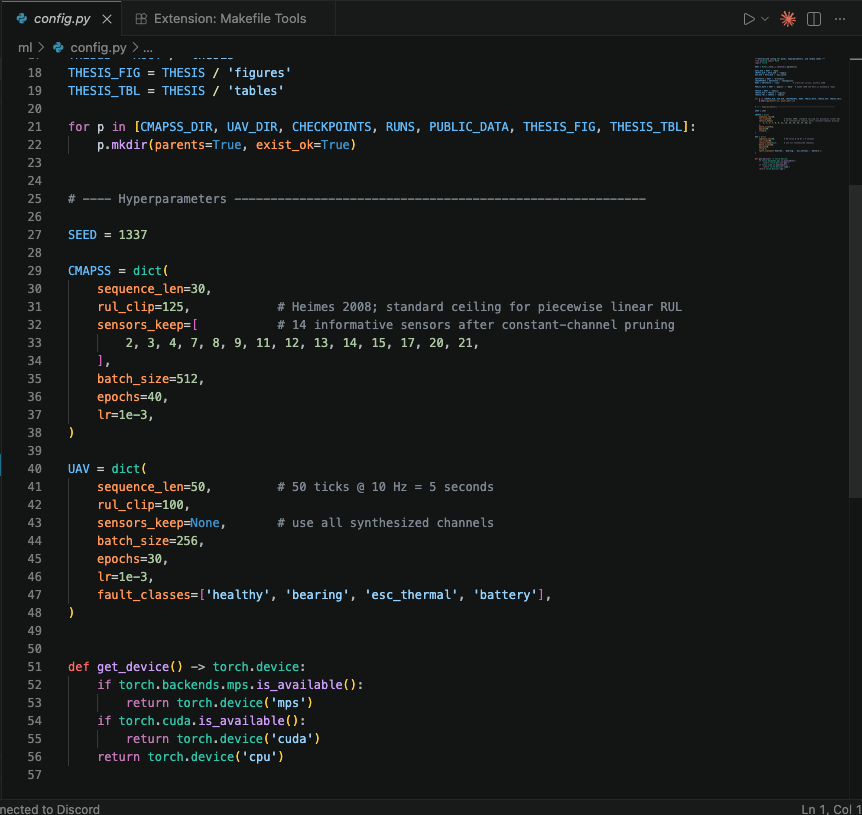 config.py
Extension: Makefile Tools
ml > config.py > ...
18 THESIS_FIG = THESIS / 'figures'
19 THESIS_TBL = THESIS / 'tables'
20
21 for p in [CMAPSS_DIR, UAV_DIR, CHECKPOINTS, RUNS, PUBLIC_DATA, THESIS_FIG, THESIS_TBL]:
22     p.mkdir(parents=True, exist_ok=True)
23
24
25 # ---- Hyperparameters ---------------------------------------------------------
26
27 SEED = 1337
28
29 CMAPSS = dict(
30     sequence_len=30,
31     rul_clip=125,            # Heimes 2008; standard ceiling for piecewise linear RUL
32     sensors_keep=[           # 14 informative sensors after constant-channel pruning
33         2, 3, 4, 7, 8, 9, 11, 12, 13, 14, 15, 17, 20, 21,
34     ],
35     batch_size=512,
36     epochs=40,
37     lr=1e-3,
38 )
39
40 UAV = dict(
41     sequence_len=50,         # 50 ticks @ 10 Hz = 5 seconds
42     rul_clip=100,
43     sensors_keep=None,       # use all synthesized channels
44     batch_size=256,
45     epochs=30,
46     lr=1e-3,
47     fault_classes=['healthy', 'bearing', 'esc_thermal', 'battery'],
48 )
49
50
51 def get_device() -> torch.device:
52     if torch.backends.mps.is_available():
53         return torch.device('mps')
54     if torch.cuda.is_available():
55         return torch.device('cuda')
56     return torch.device('cpu')
57
nected to Discord
Ln 1, Col 1